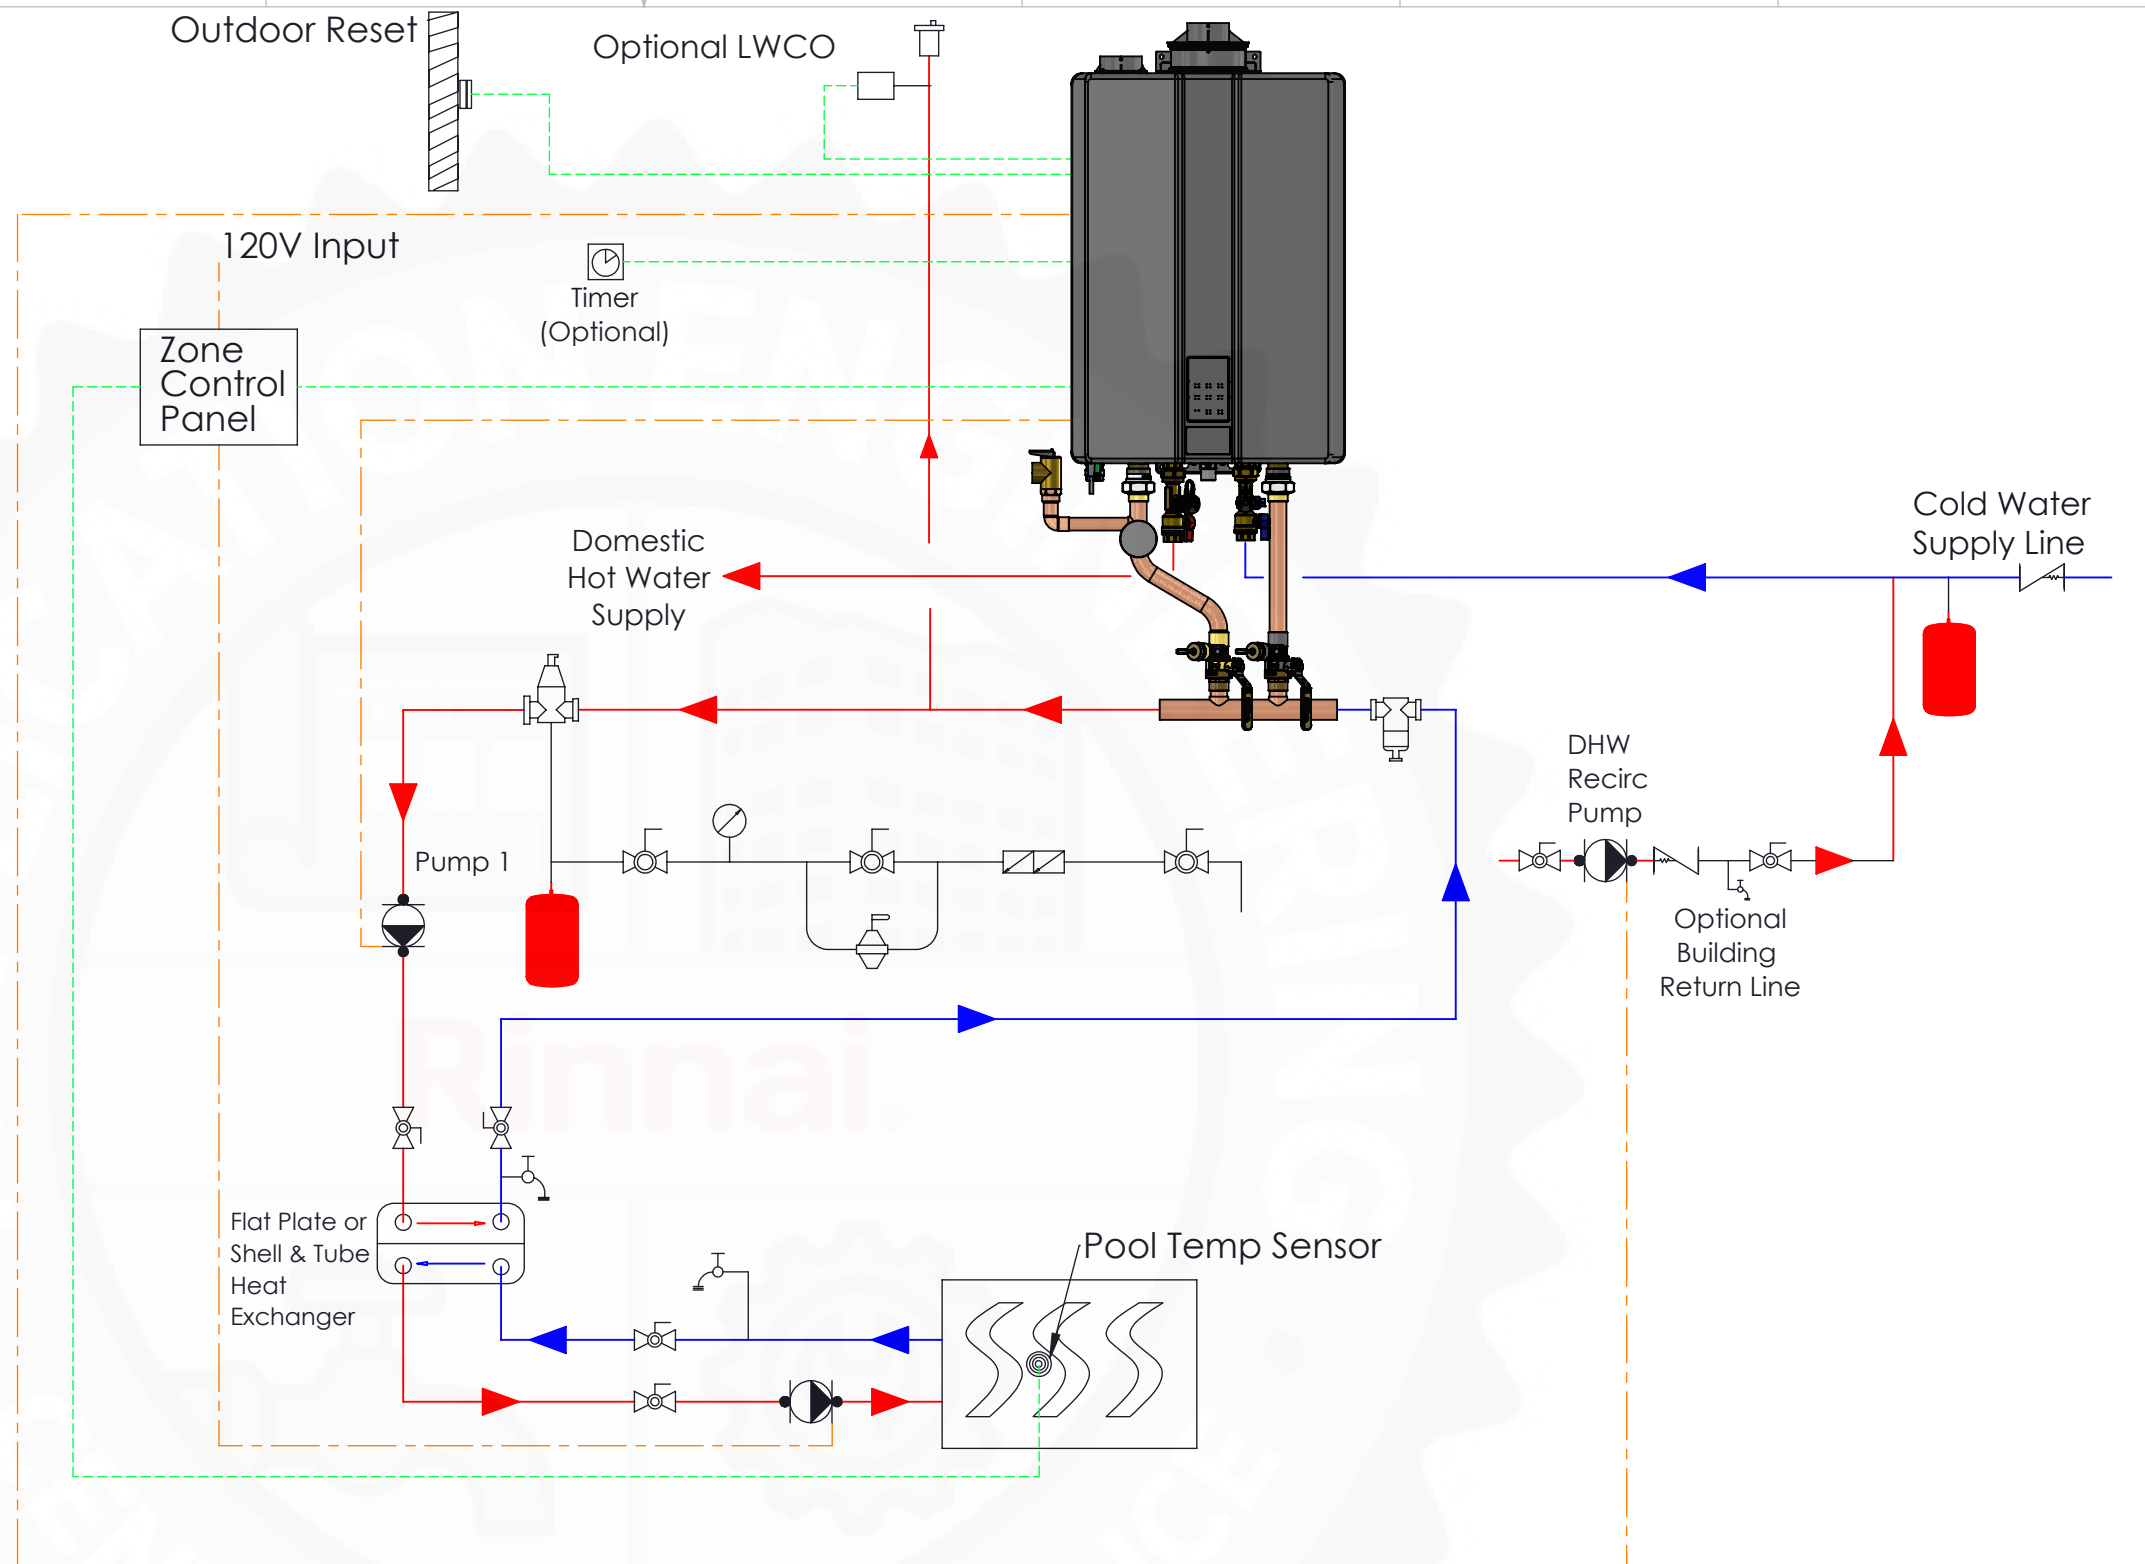 Outdoor Reset
Optional LWCO
120V Input
Timer
(Optional)
Zone
Control
Panel
Domestic
Hot Water
Supply
Cold Water
Supply Line
DHW
Recirc
Pump
Pump 1
Optional
Building
Return Line
Rinnai®
Flat Plate or
Shell & Tube
Heat
Exchanger
Pool Temp Sensor